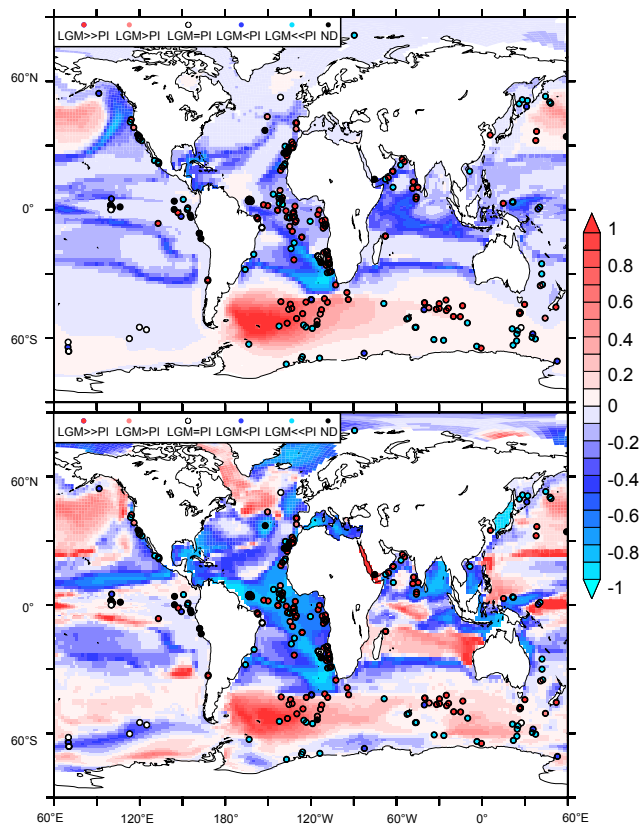 LGM>>PI LGM>PI LGM=PI LGM<PI LGM<<PI ND
60°N
0°
60°S
1
0.8
0.6
0.4
0.2
0
-0.2
-0.4
-0.6
-0.8
-1
LGM>>PI LGM>PI LGM=PI LGM<PI LGM<<PI ND
60°N
0°
60°S
60°E 120°E 180° 120°W 60°W 0° 60°E